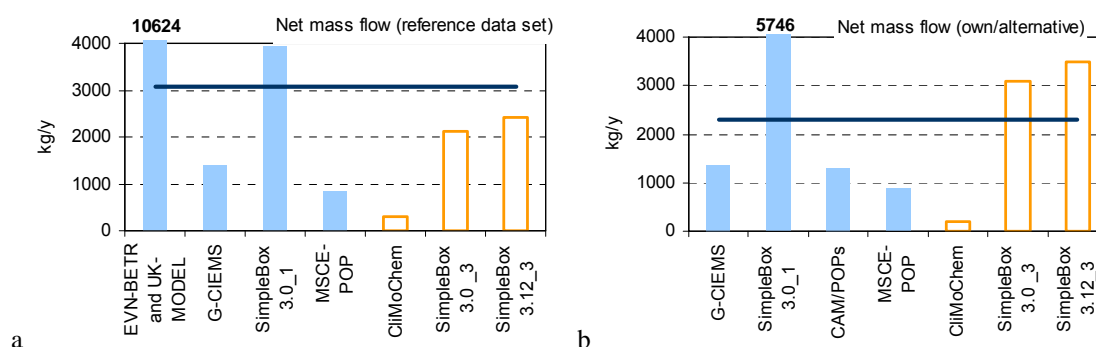 10624
Net mass flow (reference data set)
4000
3000
2000
1000
0
kg/y
EVN-BETR and UK-MODEL
G-CIEMS
SimpleBox 3.0_1
MSCE-POP
CliMoChem
SimpleBox 3.0_3
SimpleBox 3.12_3
a
5746
Net mass flow (own/alternative)
4000
3000
2000
1000
0
kg/y
G-CIEMS
SimpleBox 3.0_1
CAM/POPs
MSCE-POP
CliMoChem
SimpleBox 3.0_3
SimpleBox 3.12_3
b